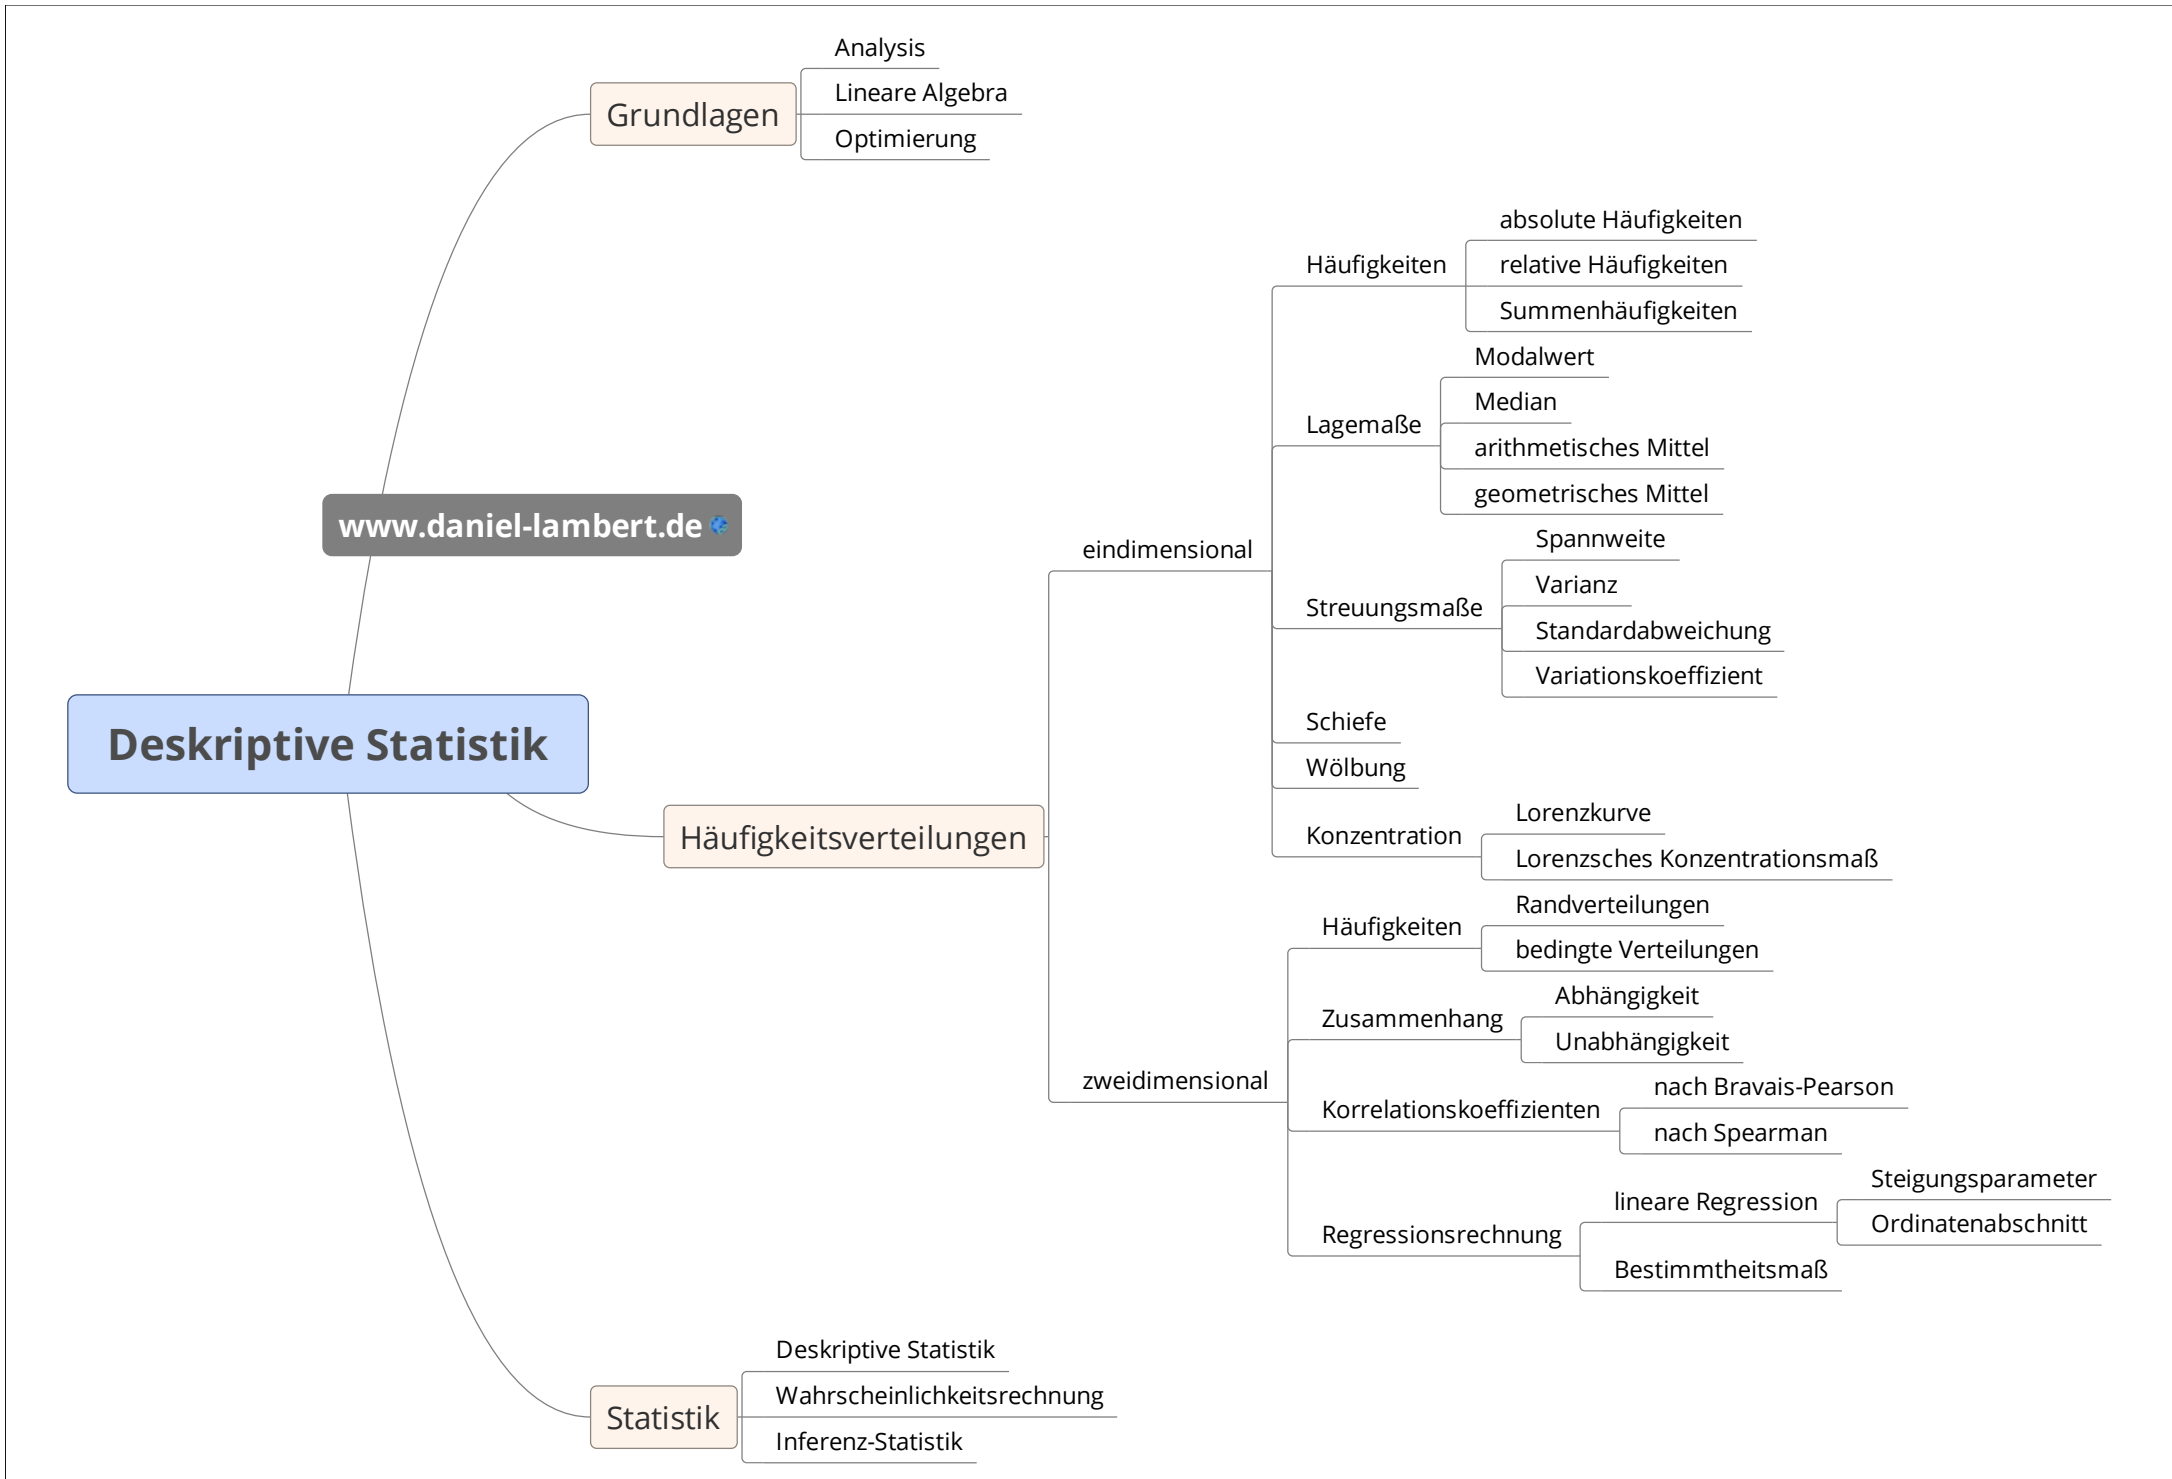 Analysis
Grundlagen
Lineare Algebra
Optimierung
absolute Häufigkeiten
Häufigkeiten
relative Häufigkeiten
Summenhäufigkeiten
Modalwert
Median
Lagemaße
arithmetisches Mittel
geometrisches Mittel
www.daniel-lambert.de
eindimensional
Spannweite
Varianz
Streuungsmaße
Standardabweichung
Variationskoeffizient
Schiefe
Wölbung
Deskriptive Statistik
Häufigkeitsverteilungen
Lorenzkurve
Konzentration
Lorenzsches Konzentrationsmaß
Randverteilungen
Häufigkeiten
bedingte Verteilungen
Abhängigkeit
Zusammenhang
Unabhängigkeit
zweidimensional
nach Bravais-Pearson
Korrelationskoeffizienten
nach Spearman
Steigungsparameter
lineare Regression
Ordinatenabschnitt
Regressionsrechnung
Bestimmtheitsmaß
Deskriptive Statistik
Statistik
Wahrscheinlichkeitsrechnung
Inferenz-Statistik